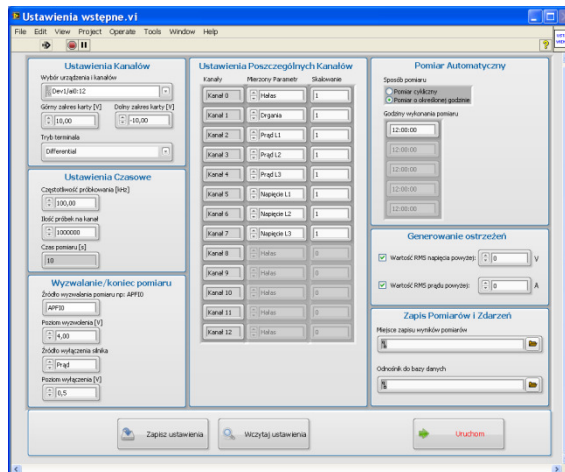 Ustawienia wstępne.vi
File Edit View Project Operate Tools Window Help
Ustawienia Kanałów
Wybór urządzenia i kanałów
Dev1/ai0:12
Górny zakres karty [V] Dolny zakres karty [V]
10,00 -10,00
Tryb terminala
Differential
Ustawienia Czasowe
Częstotliwość próbkowania [kHz]
100,00
Ilość próbek na kanał
1000000
Czas pomiaru [s]
10
Wyzwalanie/koniec pomiaru
Źródło wyzwalania pomiaru np: APFI0
APFI0
Poziom wyzwolenia [V]
4,00
Źródło wyłączenia silnika
Prąd
Poziom wyłączenia [V]
0,5
Ustawienia Poszczególnych Kanałów
Kanały Mierzony Parametr Skalowanie
Kanał 0 Hałas 1
Kanał 1 Drgania 1
Kanał 2 Prąd L1 1
Kanał 3 Prąd L2 1
Kanał 4 Prąd L3 1
Kanał 5 Napięcie L1 1
Kanał 6 Napięcie L2 1
Kanał 7 Napięcie L3 1
Kanał 8 Hałas 0
Kanał 9 Hałas 0
Kanał 10 Hałas 0
Kanał 11 Hałas 0
Kanał 12 Hałas 0
Pomiar Automatyczny
Sposób pomiaru
Pomiar cykliczny
Pomiar o określonej godzinie
Godziny wykonania pomiaru
12:00:00
12:00:00
12:00:00
12:00:00
12:00:00
Generowanie ostrzeżeń
Wartość RMS napięcia powyżej: 0 V
Wartość RMS prądu powyżej: 0 A
Zapis Pomiarów i Zdarzeń
Miejsce zapisu wyników pomiarów
Odnośnik do bazy danych
Zapisz ustawienia
Wczytaj ustawienia
Uruchom